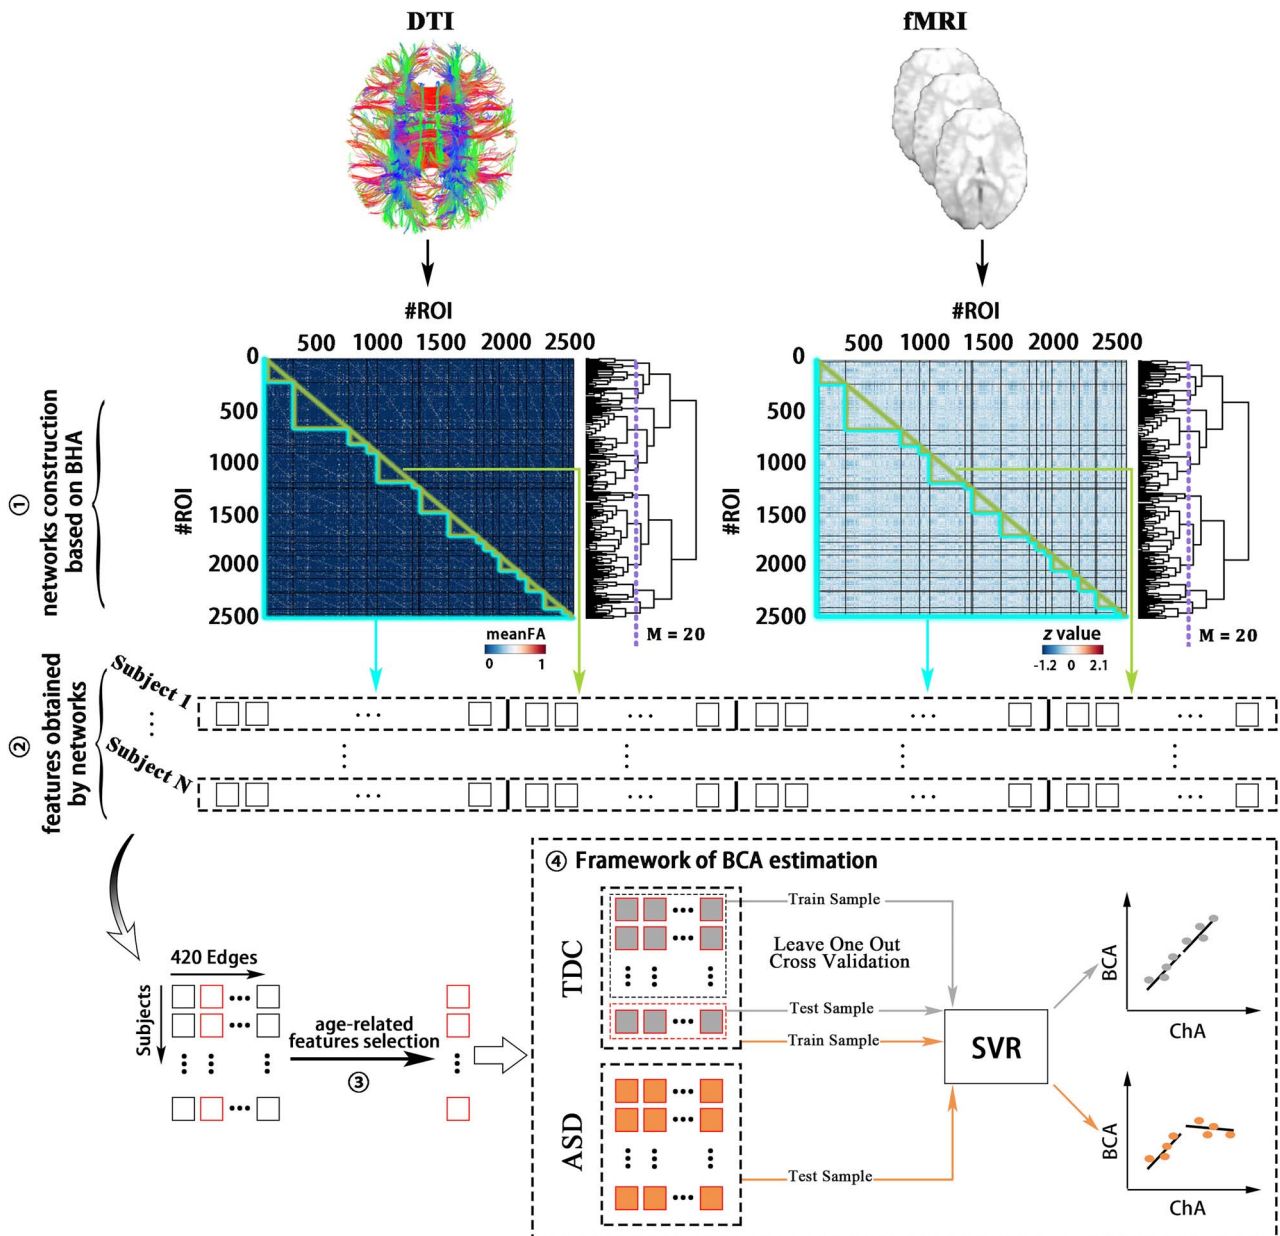 DTI
fMRI
#ROI
#ROI
500 1000 1500 2000 2500
500 1000 1500 2000 2500
0
500
1000
1500
2000
2500
#ROI
0
500
1000
1500
2000
2500
#ROI
① networks construction
based on BHA
meanFA
0 1
M = 20
z value
-1.2 0 2.1
M = 20
② features obtained
by networks
Subject 1
...
Subject N
... ... ... ...
... ... ... ...
④ Framework of BCA estimation
420 Edges
Subjects
age-related
features selection
③
TDC
Train Sample
Leave One Out
Cross Validation
Test Sample
Train Sample
ASD
Test Sample
SVR
BCA
ChA
BCA
ChA